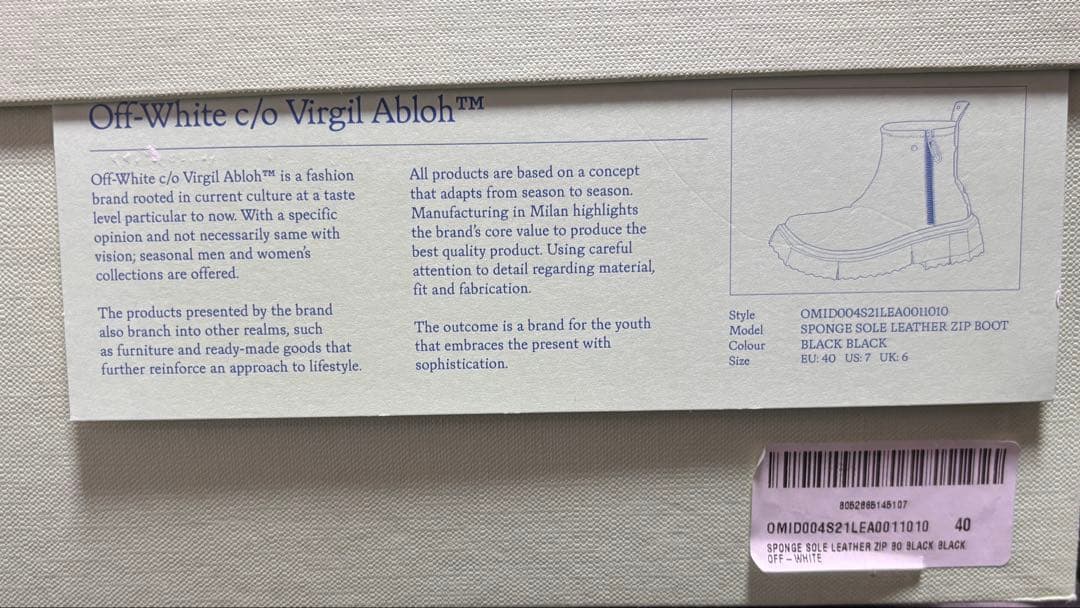 Off-White c/o Virgil Abloh™
Off-White c/o Virgil Abloh™ is a fashion
brand rooted in current culture at a taste
level particular to now. With a specific
opinion and not necessarily same with
vision; seasonal men and women's
collections are offered.
The products presented by the brand
also branch into other realms, such
as furniture and ready-made goods that
further reinforce an approach to lifestyle.
All products are based on a concept
that adapts from season to season.
Manufacturing in Milan highlights
the brand's core value to produce the
best quality product. Using careful
attention to detail regarding material,
fit and fabrication.
The outcome is a brand for the youth
that embraces the present with
sophistication.
Style OMID004S21LEA0011010
Model SPONGE SOLE LEATHER ZIP BOOT
Colour BLACK BLACK
Size EU: 40 US: 7 UK: 6
8052865145107
OMID004S21LEA0011010 40
SPONGE SOLE LEATHER ZIP BO BLACK BLACK
OFF-WHITE